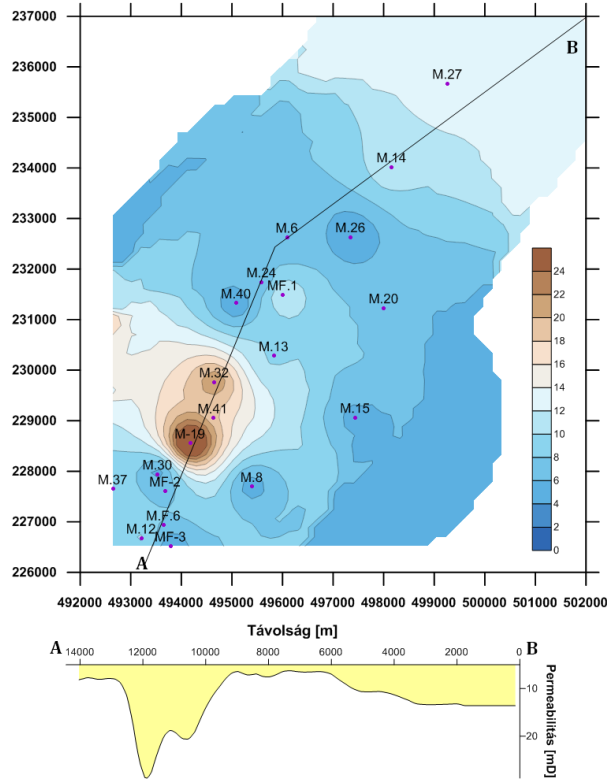 237000
236000
235000
234000
233000
232000
231000
230000
229000
228000
227000
226000
B
M.27
M.14
M.6
M.26
M.24
MF.1
M.40
M.20
M.13
M.32
M.41
M.15
M-19
M.30
M.37
MF-2
M.8
M.F.6
M.12
MF-3
A
24
22
20
18
16
14
12
10
8
6
4
2
0
492000 493000 494000 495000 496000 497000 498000 499000 500000 501000 502000
Távolság [m]
A B
14000 12000 10000 8000 6000 4000 2000 0
10
20
Permeabilitás [mD]